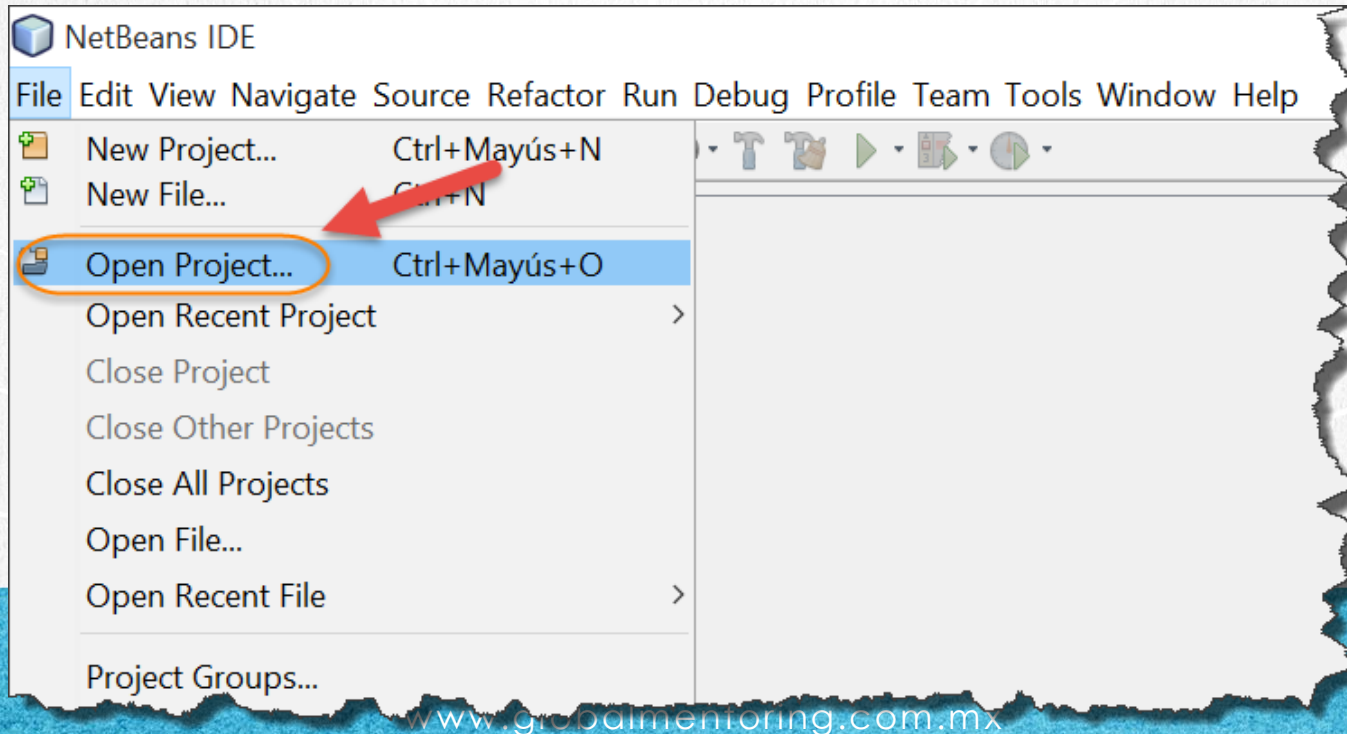 NetBeans IDE
File Edit View Navigate Source Refactor Run Debug Profile Team Tools Window Help
New Project... Ctrl+Mayús+N
New File... Ctrl+N
Open Project... Ctrl+Mayús+O
Open Recent Project >
Close Project
Close Other Projects
Close All Projects
Open File...
Open Recent File >
Project Groups...
www.globalmentoring.com.mx